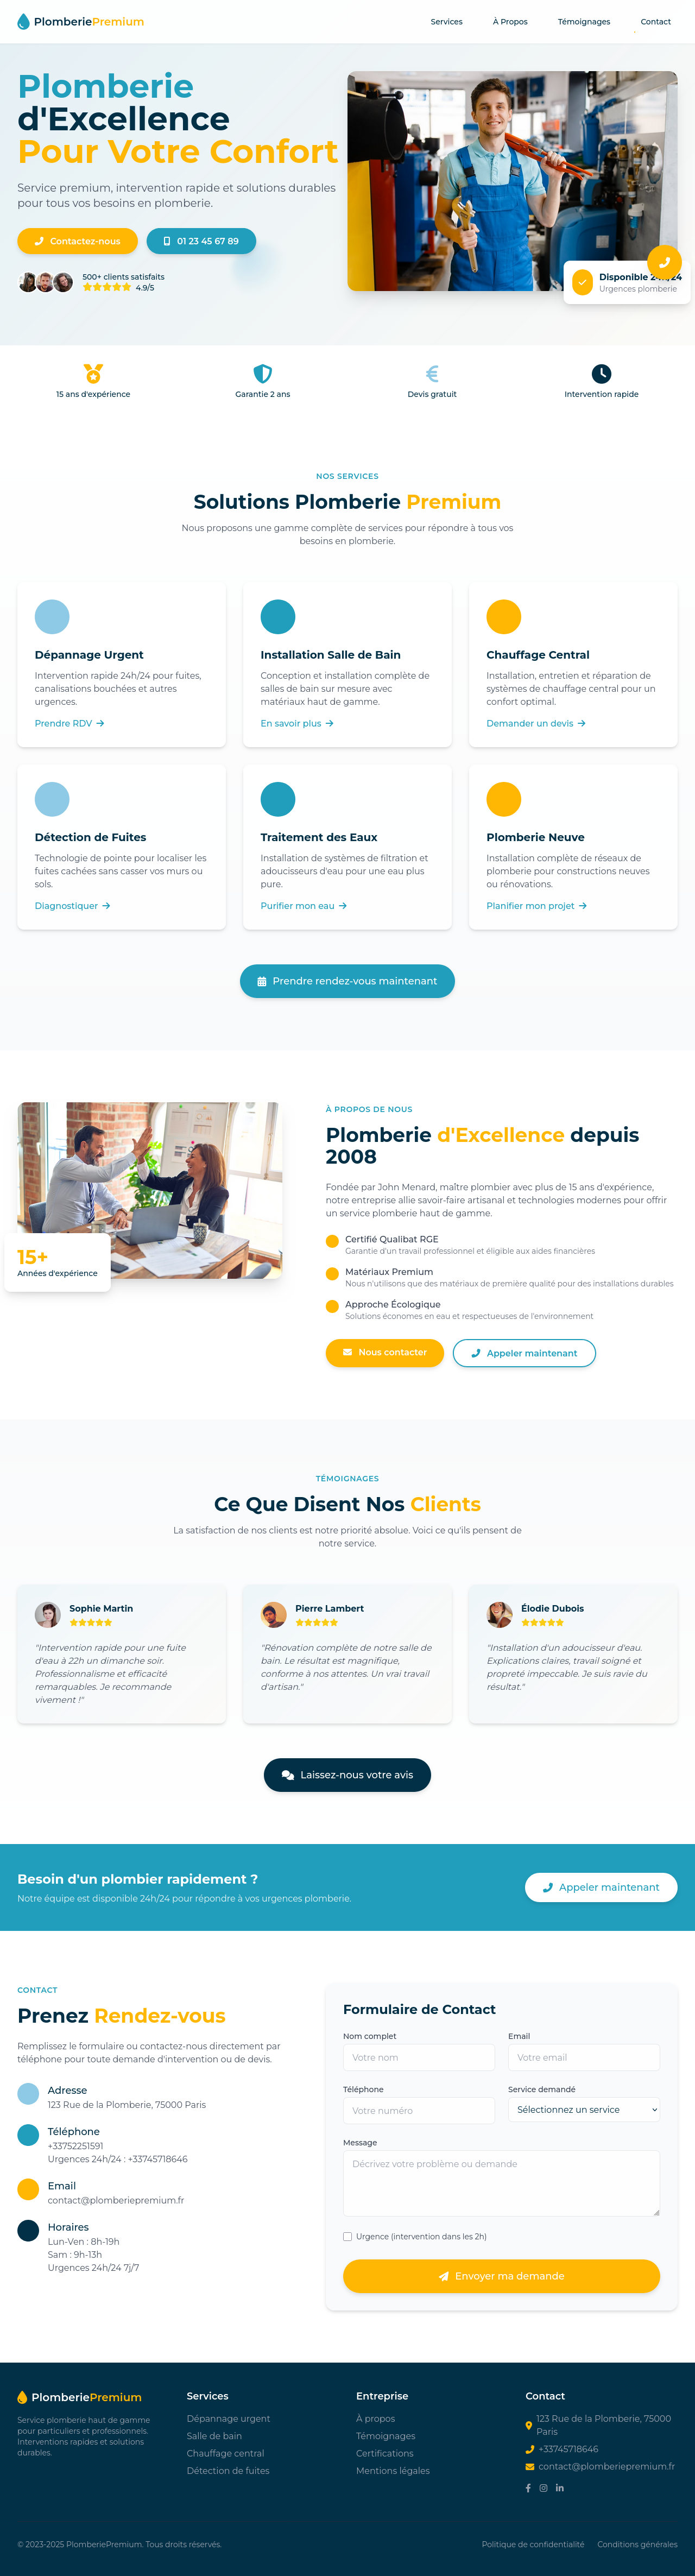 PlomberiePremium
Services
À Propos
Témoignages
Contact
Plomberie
d'Excellence
Pour Votre Confort
Service premium, intervention rapide et solutions durables
pour tous vos besoins en plomberie.
Contactez-nous
01 23 45 67 89
500+ clients satisfaits
4.9/5
Disponible 24h/24
Urgences plomberie
15 ans d'expérience
Garantie 2 ans
Devis gratuit
Intervention rapide
NOS SERVICES
Solutions Plomberie Premium
Nous proposons une gamme complète de services pour répondre à tous vos
besoins en plomberie.
Dépannage Urgent
Intervention rapide 24h/24 pour fuites,
canalisations bouchées et autres
urgences.
Prendre RDV
Installation Salle de Bain
Conception et installation complète de
salles de bain sur mesure avec
matériaux haut de gamme.
En savoir plus
Chauffage Central
Installation, entretien et réparation de
systèmes de chauffage central pour un
confort optimal.
Demander un devis
Détection de Fuites
Technologie de pointe pour localiser les
fuites cachées sans casser vos murs ou
sols.
Diagnostiquer
Traitement des Eaux
Installation de systèmes de filtration et
adoucisseurs d'eau pour une eau plus
pure.
Purifier mon eau
Plomberie Neuve
Installation complète de réseaux de
plomberie pour constructions neuves
ou rénovations.
Planifier mon projet
Prendre rendez-vous maintenant
15+
Années d'expérience
À PROPOS DE NOUS
Plomberie d'Excellence depuis
2008
Fondée par John Menard, maître plombier avec plus de 15 ans d'expérience,
notre entreprise allie savoir-faire artisanal et technologies modernes pour offrir
un service plomberie haut de gamme.
Certifié Qualibat RGE
Garantie d'un travail professionnel et éligible aux aides financières
Matériaux Premium
Nous n'utilisons que des matériaux de première qualité pour des installations durables
Approche Écologique
Solutions économes en eau et respectueuses de l'environnement
Nous contacter
Appeler maintenant
TÉMOIGNAGES
Ce Que Disent Nos Clients
La satisfaction de nos clients est notre priorité absolue. Voici ce qu'ils pensent de
notre service.
Sophie Martin
"Intervention rapide pour une fuite
d'eau à 22h un dimanche soir.
Professionnalisme et efficacité
remarquables. Je recommande
vivement !"
Pierre Lambert
"Rénovation complète de notre salle de
bain. Le résultat est magnifique,
conforme à nos attentes. Un vrai travail
d'artisan."
Élodie Dubois
"Installation d'un adoucisseur d'eau.
Explications claires, travail soigné et
propreté impeccable. Je suis ravie du
résultat."
Laissez-nous votre avis
Besoin d'un plombier rapidement ?
Notre équipe est disponible 24h/24 pour répondre à vos urgences plomberie.
Appeler maintenant
CONTACT
Prenez Rendez-vous
Remplissez le formulaire ou contactez-nous directement par
téléphone pour toute demande d'intervention ou de devis.
Adresse
123 Rue de la Plomberie, 75000 Paris
Téléphone
+33752251591
Urgences 24h/24 : +33745718646
Email
contact@plomberiepremium.fr
Horaires
Lun-Ven : 8h-19h
Sam : 9h-13h
Urgences 24h/24 7j/7
Formulaire de Contact
Nom complet
Email
Votre nom
Votre email
Téléphone
Service demandé
Votre numéro
Sélectionnez un service
Message
Décrivez votre problème ou demande
Urgence (intervention dans les 2h)
Envoyer ma demande
PlomberiePremium
Service plomberie haut de gamme
pour particuliers et professionnels.
Interventions rapides et solutions
durables.
Services
Dépannage urgent
Salle de bain
Chauffage central
Détection de fuites
Entreprise
À propos
Témoignages
Certifications
Mentions légales
Contact
123 Rue de la Plomberie, 75000
Paris
+33745718646
contact@plomberiepremium.fr
© 2023-2025 PlomberiePremium. Tous droits réservés.
Politique de confidentialité
Conditions générales